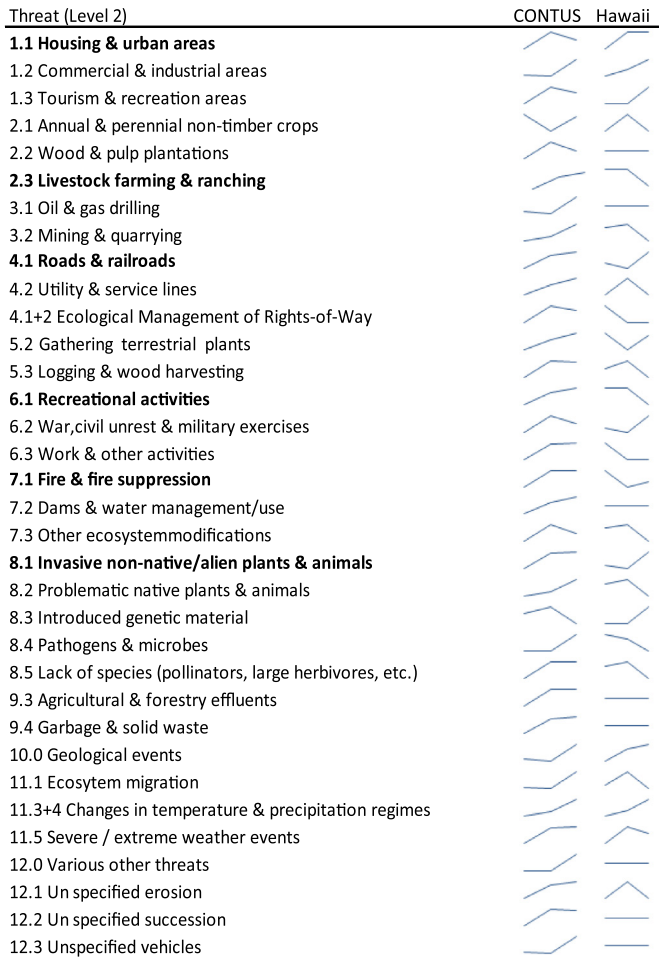 Threat (Level 2) CONTUS Hawaii
1.1 Housing & urban areas
1.2 Commercial & industrial areas
1.3 Tourism & recreation areas
2.1 Annual & perennial non-timber crops
2.2 Wood & pulp plantations
2.3 Livestock farming & ranching
3.1 Oil & gas drilling
3.2 Mining & quarrying
4.1 Roads & railroads
4.2 Utility & service lines
4.1+2 Ecological Management of Rights-of-Way
5.2 Gathering terrestrial plants
5.3 Logging & wood harvesting
6.1 Recreational activities
6.2 War,civil unrest & military exercises
6.3 Work & other activities
7.1 Fire & fire suppression
7.2 Dams & water management/use
7.3 Other ecosystemmodifications
8.1 Invasive non-native/alien plants & animals
8.2 Problematic native plants & animals
8.3 Introduced genetic material
8.4 Pathogens & microbes
8.5 Lack of species (pollinators, large herbivores, etc.)
9.3 Agricultural & forestry effluents
9.4 Garbage & solid waste
10.0 Geological events
11.1 Ecosytem migration
11.3+4 Changes in temperature & precipitation regimes
11.5 Severe / extreme weather events
12.0 Various other threats
12.1 Un specified erosion
12.2 Un specified succession
12.3 Unspecified vehicles